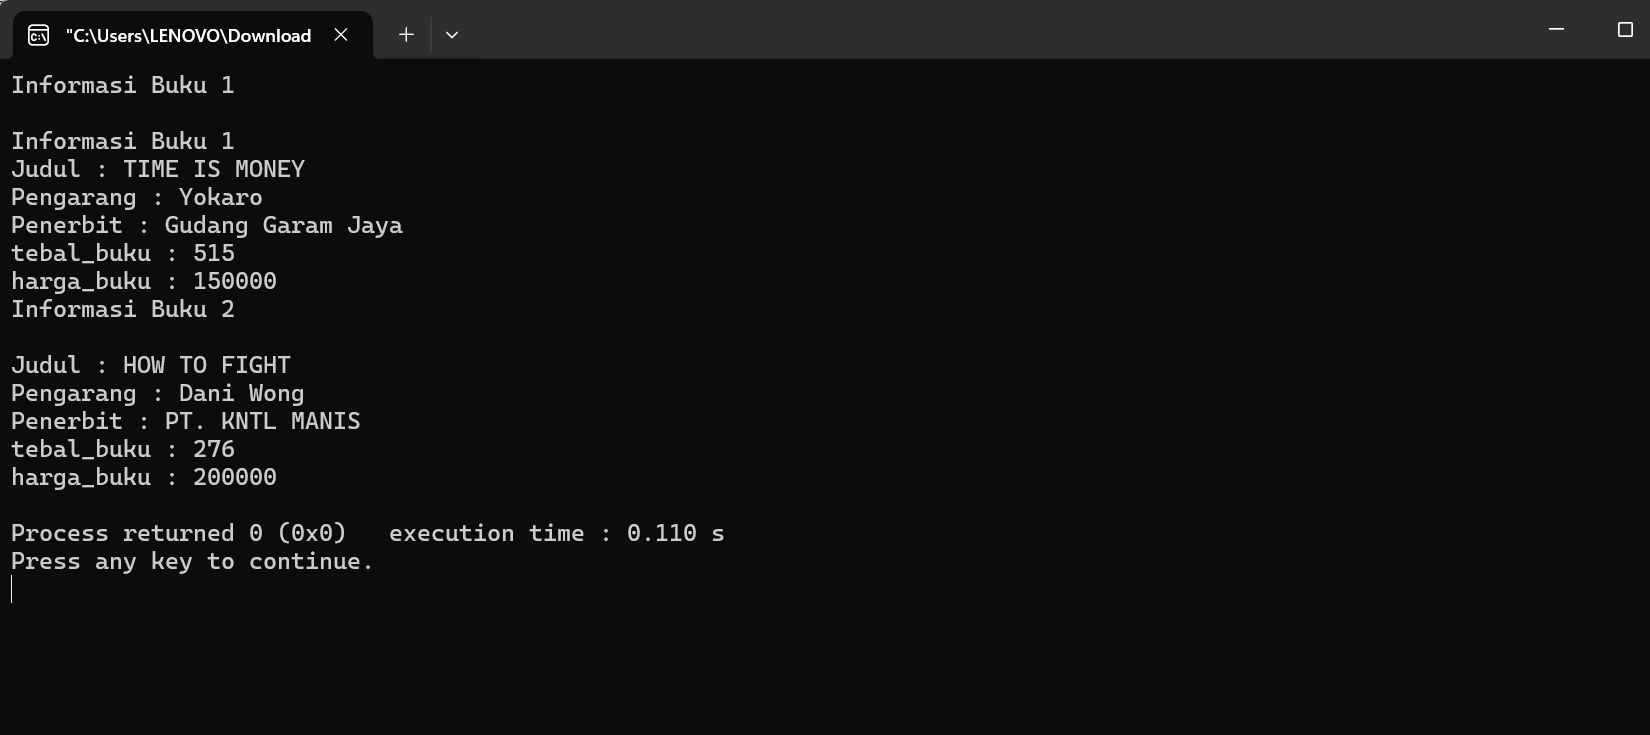 "C:\Users\LENOVO\Download
Informasi Buku 1
Informasi Buku 1
Judul : TIME IS MONEY
Pengarang : Yokaro
Penerbit : Gudang Garam Jaya
tebal_buku : 515
harga_buku : 150000
Informasi Buku 2
Judul : HOW TO FIGHT
Pengarang : Dani Wong
Penerbit : PT. KNTL MANIS
tebal_buku : 276
harga_buku : 200000
Process returned 0 (0x0)   execution time : 0.110 s
Press any key to continue.